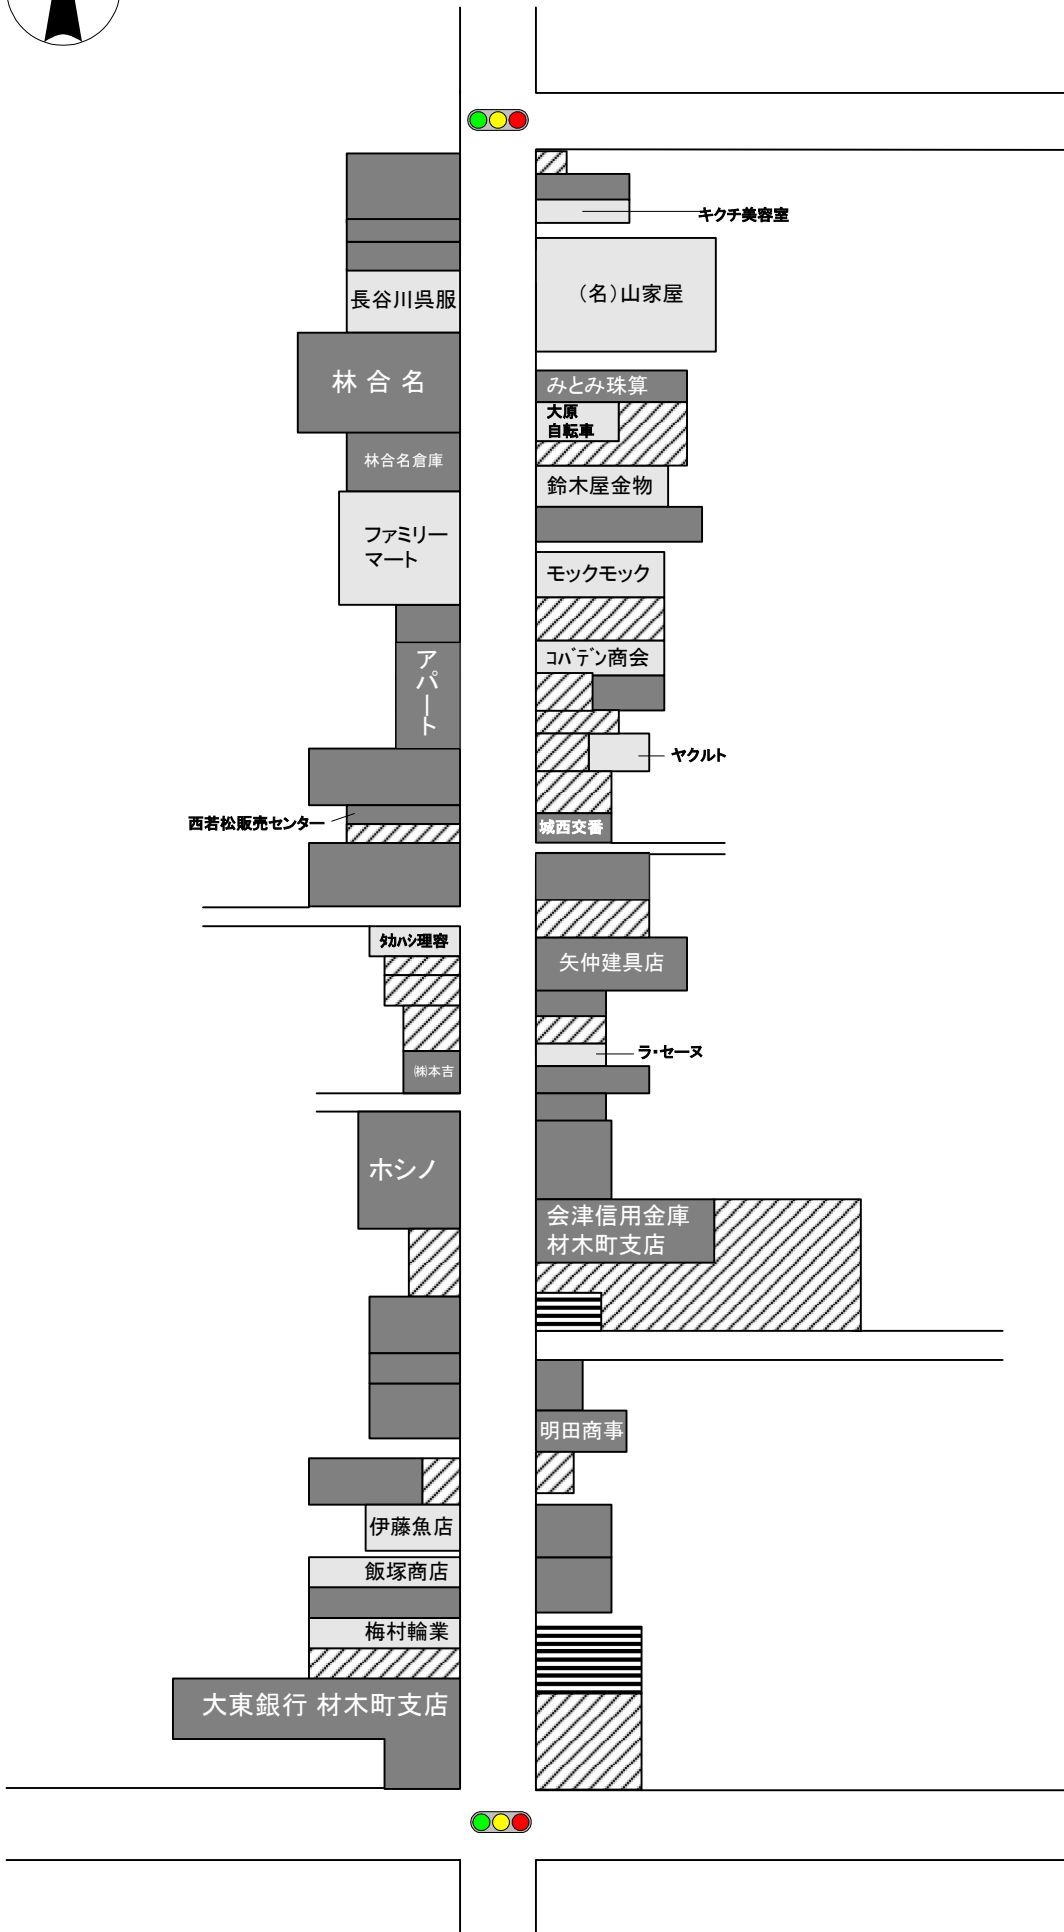 キクチ美容室
長谷川呉服
（名）山家屋
林 合 名
みとみ珠算
大原
自転車
林合名倉庫
鈴木屋金物
ファミリー
マート
モックモック
アパート
ｺﾊﾞﾃﾞﾝ商会
ヤクルト
西若松販売センター
城西交番
ﾀｶﾊｼ理容
矢仲建具店
ラ・セーヌ
㈱本吉
ホシノ
会津信用金庫
材木町支店
明田商事
伊藤魚店
飯塚商店
梅村輪業
大東銀行 材木町支店